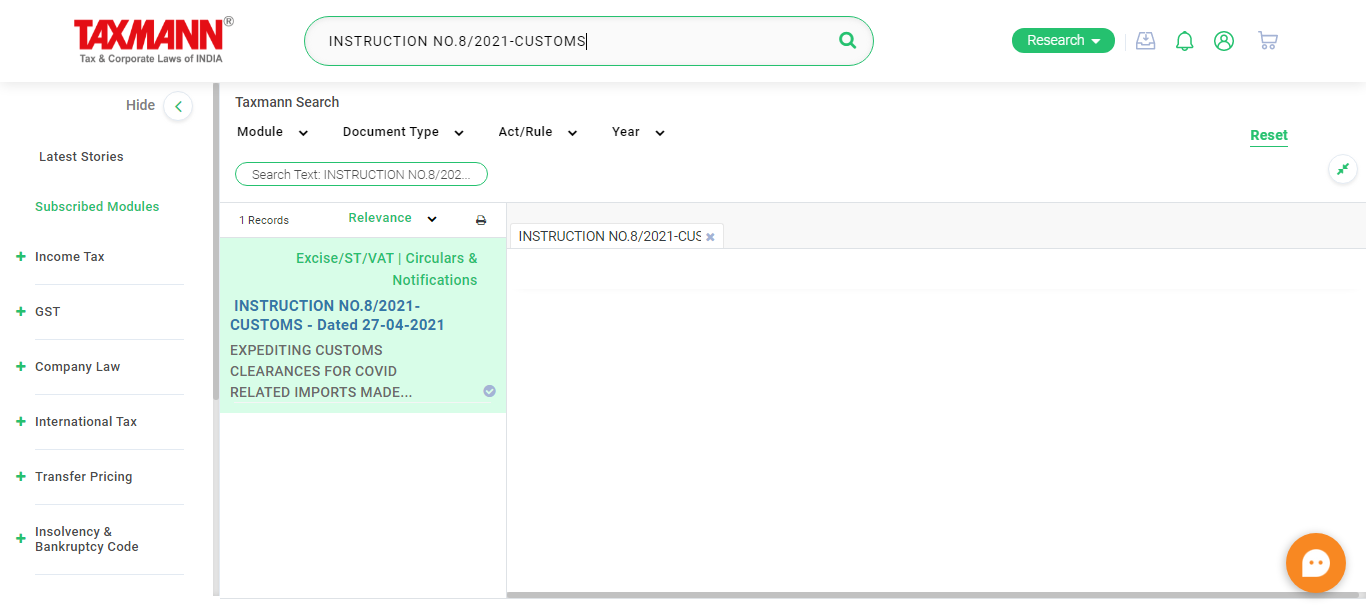 TAXMANN®
Tax & Corporate Laws of INDIA
INSTRUCTION NO.8/2021-CUSTOMS
Research
Hide
Latest Stories
Subscribed Modules
Income Tax
GST
Company Law
International Tax
Transfer Pricing
Insolvency &
Bankruptcy Code
Taxmann Search
Module
Document Type
Act/Rule
Year
Reset
Search Text: INSTRUCTION NO.8/202...
1 Records
Relevance
Excise/ST/VAT | Circulars &
Notifications
INSTRUCTION NO.8/2021-
CUSTOMS - Dated 27-04-2021
EXPEDITING CUSTOMS
CLEARANCES FOR COVID
RELATED IMPORTS MADE...
INSTRUCTION NO.8/2021-CUS